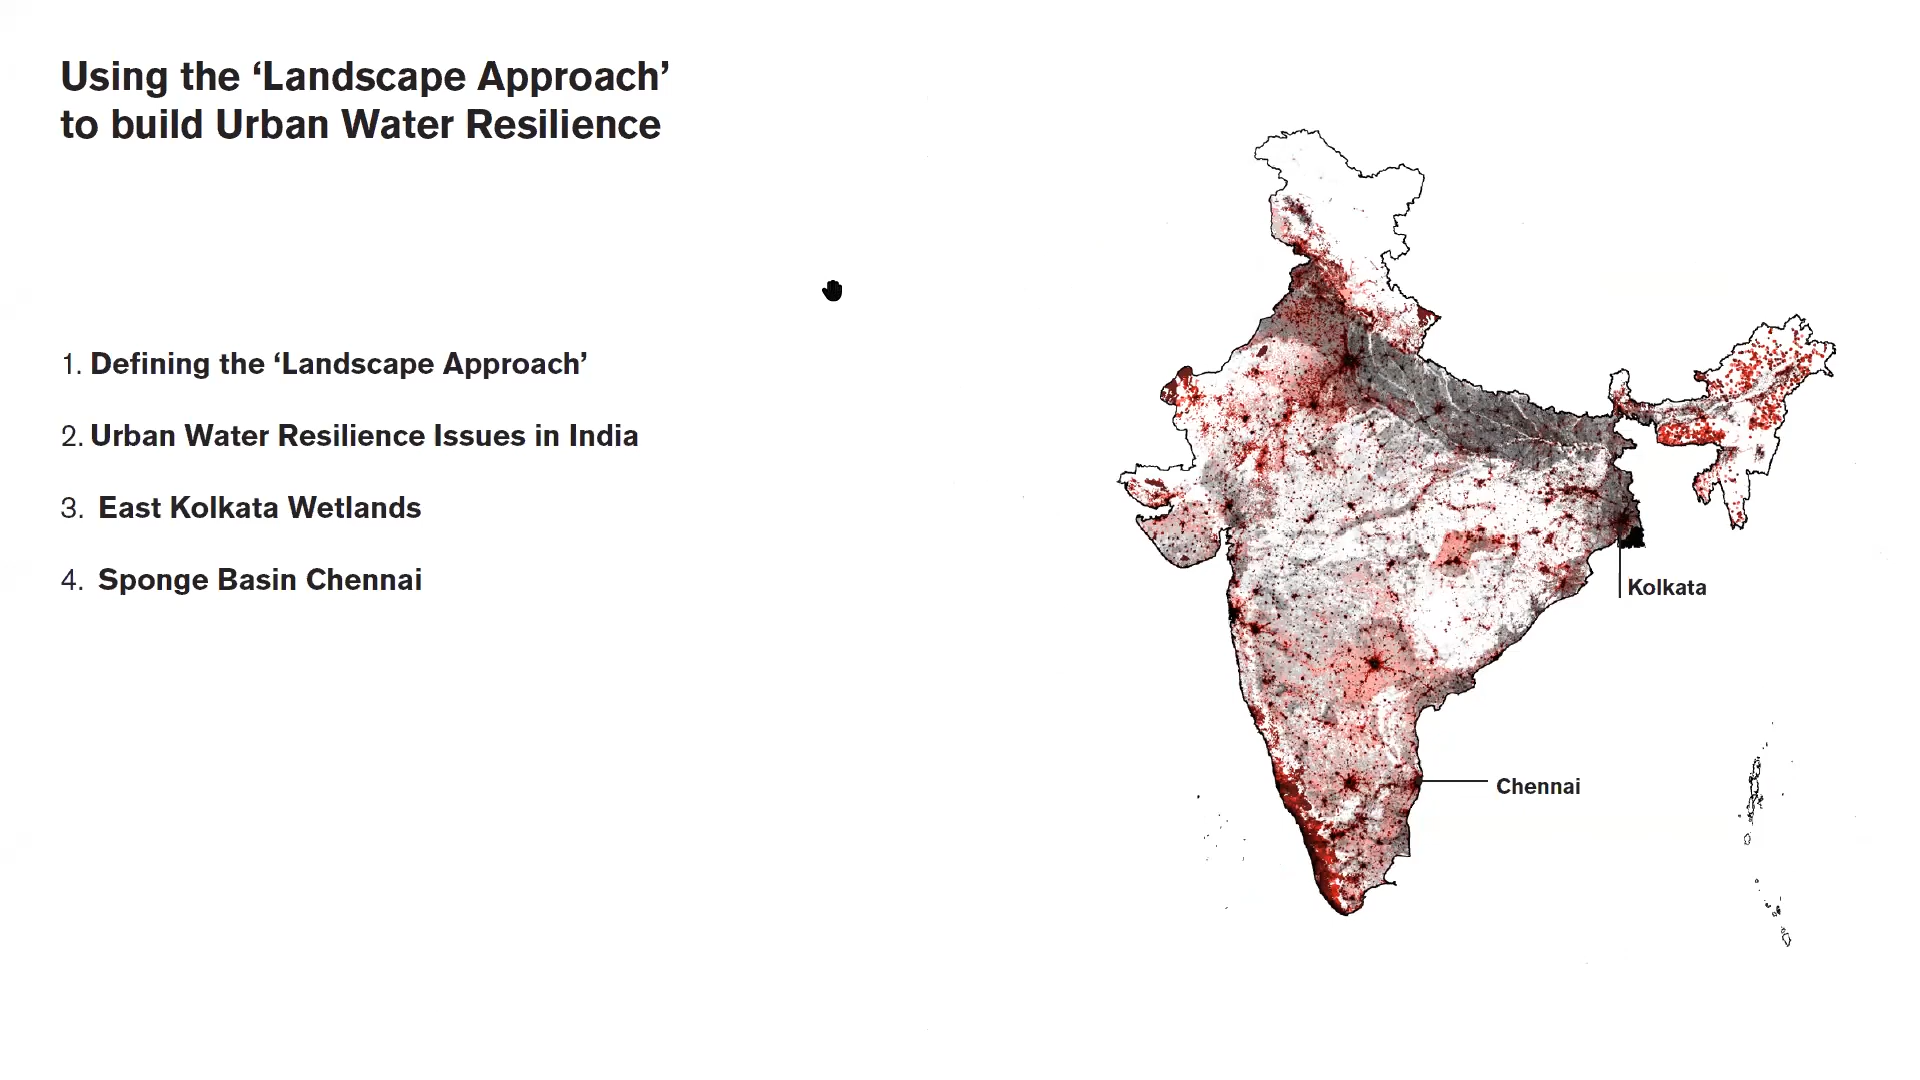 Using the ‘Landscape Approach’
to build Urban Water Resilience
1. Defining the ‘Landscape Approach’
2. Urban Water Resilience Issues in India
3. East Kolkata Wetlands
4. Sponge Basin Chennai
Kolkata
Chennai